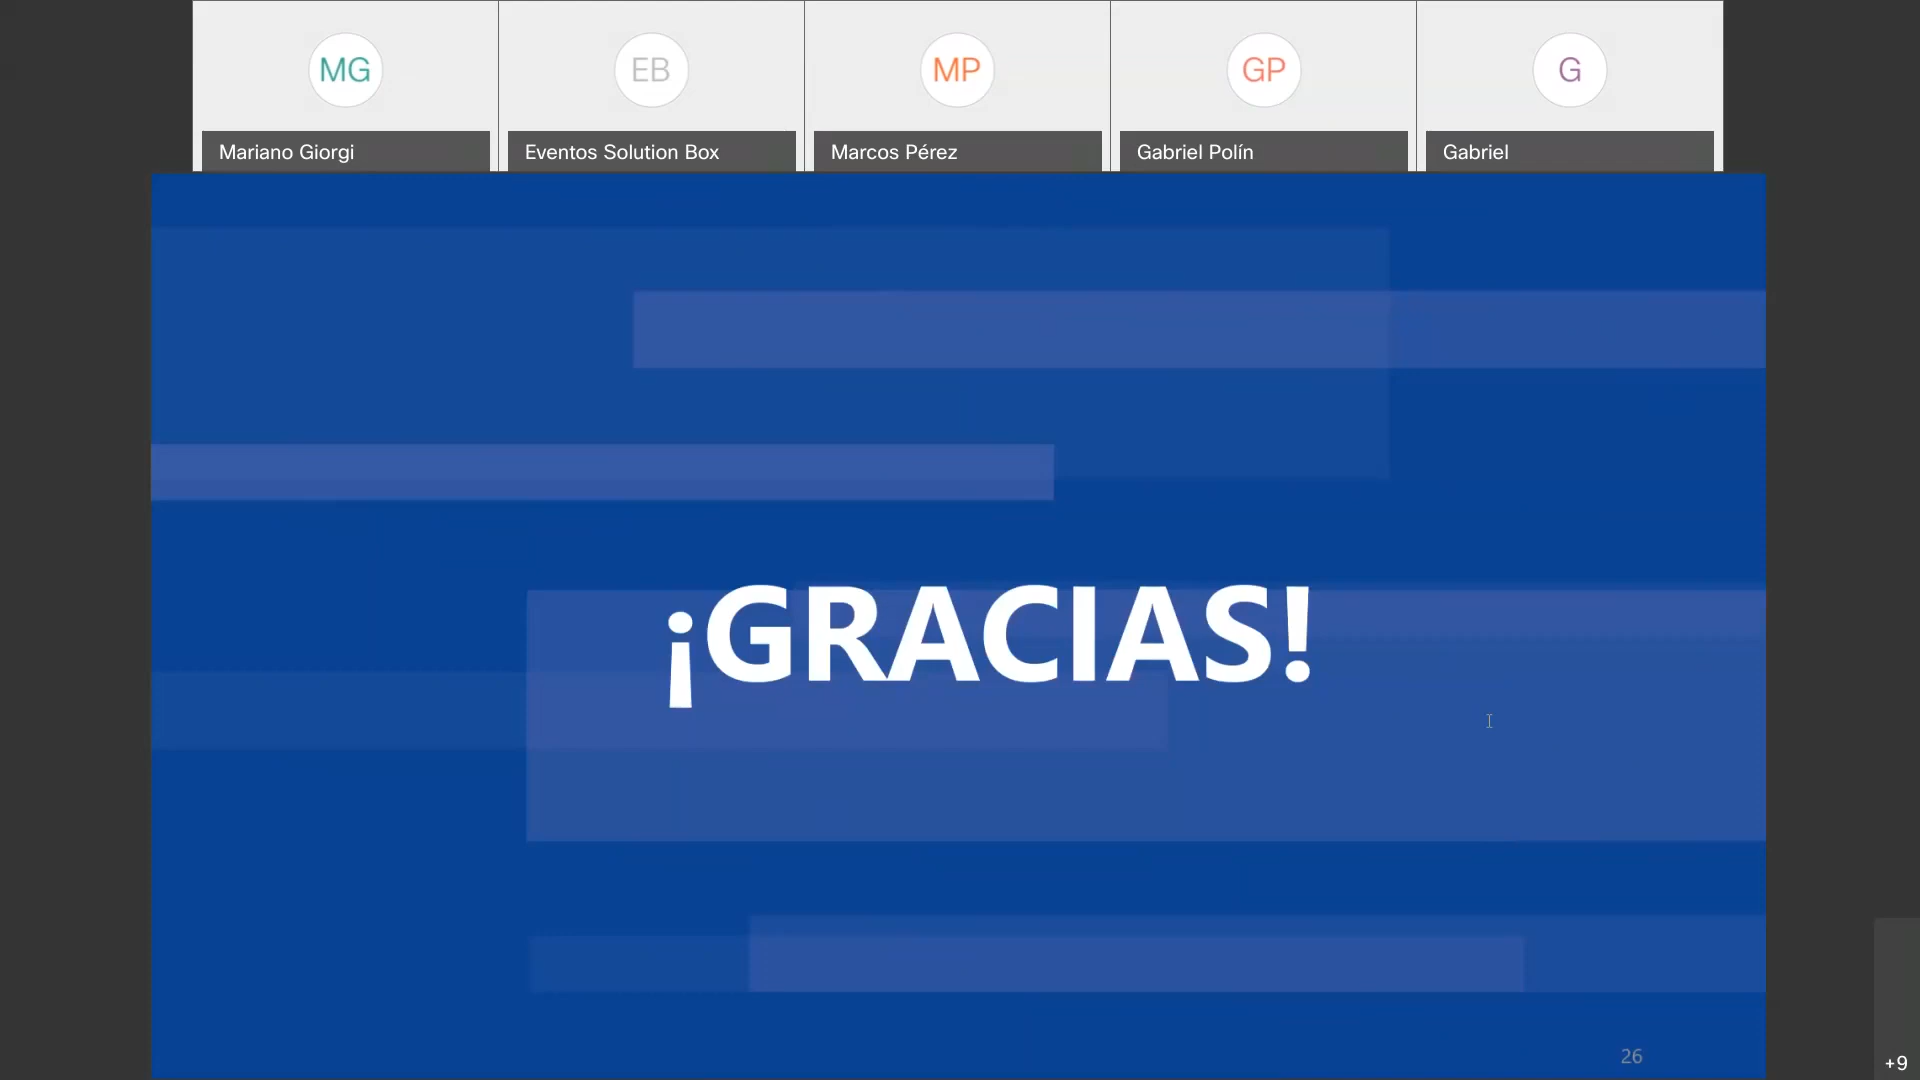 MG
EB
MP
GP
G
Mariano Giorgi
Eventos Solution Box
Marcos Pérez
Gabriel Polín
Gabriel
¡GRACIAS!
26
+9